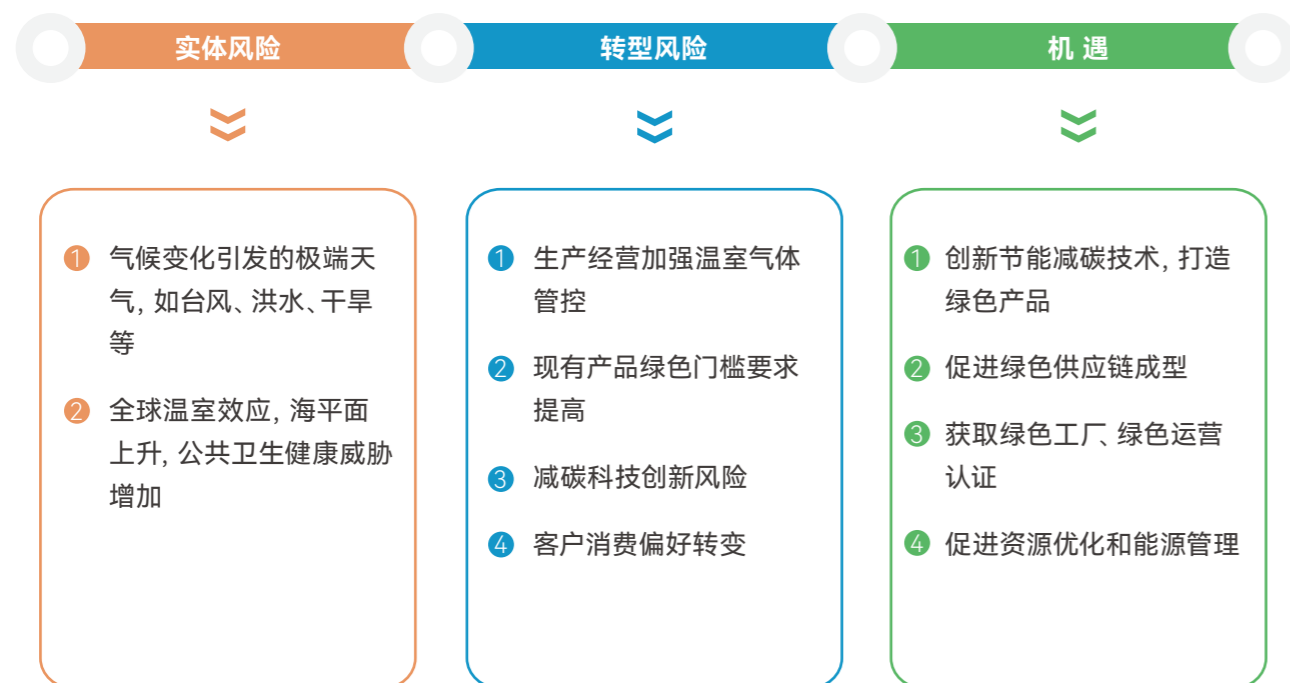 实体风险
转型风险
机 遇
1 气候变化引发的极端天
气, 如台风、洪水、干旱
等
2 全球温室效应, 海平面
上升, 公共卫生健康威胁
增加
1 生产经营加强温室气体
管控
2 现有产品绿色门槛要求
提高
3 减碳科技创新风险
4 客户消费偏好转变
1 创新节能减碳技术, 打造
绿色产品
2 促进绿色供应链成型
3 获取绿色工厂、绿色运营
认证
4 促进资源优化和能源管理